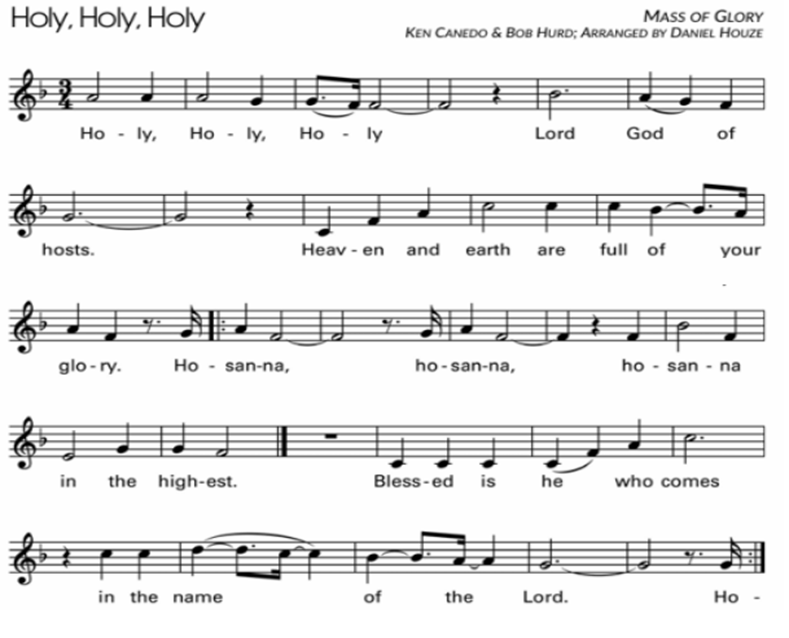 Holy, Holy, Holy
MASS OF GLORY
KEN CANEDO & BOB HURD; ARRANGED BY DANIEL HOUZE
3
4
Ho - ly, Ho - ly, Ho - ly Lord God of
hosts. Heav - en and earth are full of your
glo - ry. Ho - san-na, ho-san-na, ho - san - na
in the high-est. Bless-ed is he who comes
in the name of the Lord. Ho -